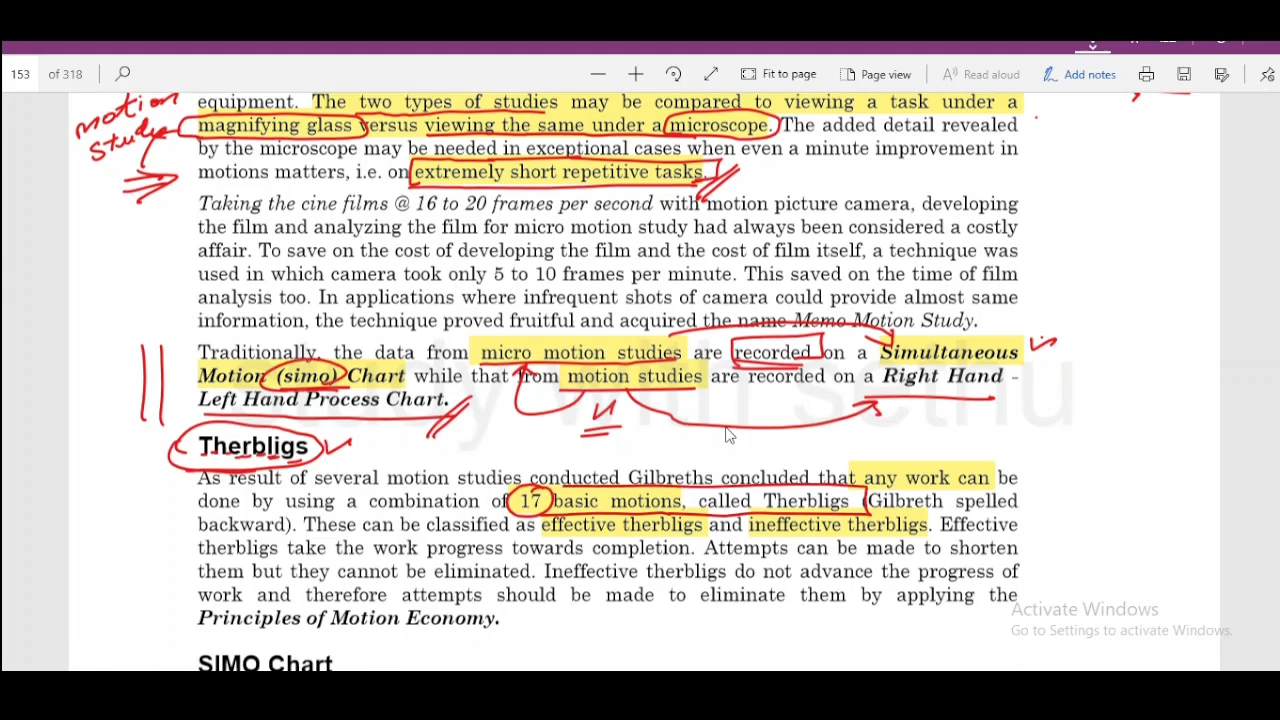 153 of 318 Fit to page Page view Read aloud Add notes
motion
study
equipment. The two types of studies may be compared to viewing a task under a
magnifying glass versus viewing the same under a microscope. The added detail revealed
by the microscope may be needed in exceptional cases when even a minute improvement in
motions matters, i.e. on extremely short repetitive tasks.
Taking the cine films @ 16 to 20 frames per second with motion picture camera, developing
the film and analyzing the film for micro motion study had always been considered a costly
affair. To save on the cost of developing the film and the cost of film itself, a technique was
used in which camera took only 5 to 10 frames per minute. This saved on the time of film
analysis too. In applications where infrequent shots of camera could provide almost same
information, the technique proved fruitful and acquired the name Memo Motion Study.
Traditionally, the data from micro motion studies are recorded on a Simultaneous
Motion (simo) Chart while that from motion studies are recorded on a Right Hand -
Left Hand Process Chart.
Therbligs
As result of several motion studies conducted Gilbreths concluded that any work can be
done by using a combination of 17 basic motions, called Therbligs (Gilbreth spelled
backward). These can be classified as effective therbligs and ineffective therbligs. Effective
therbligs take the work progress towards completion. Attempts can be made to shorten
them but they cannot be eliminated. Ineffective therbligs do not advance the progress of
work and therefore attempts should be made to eliminate them by applying the
Principles of Motion Economy.
Activate Windows
Go to Settings to activate Windows.
SIMO Chart